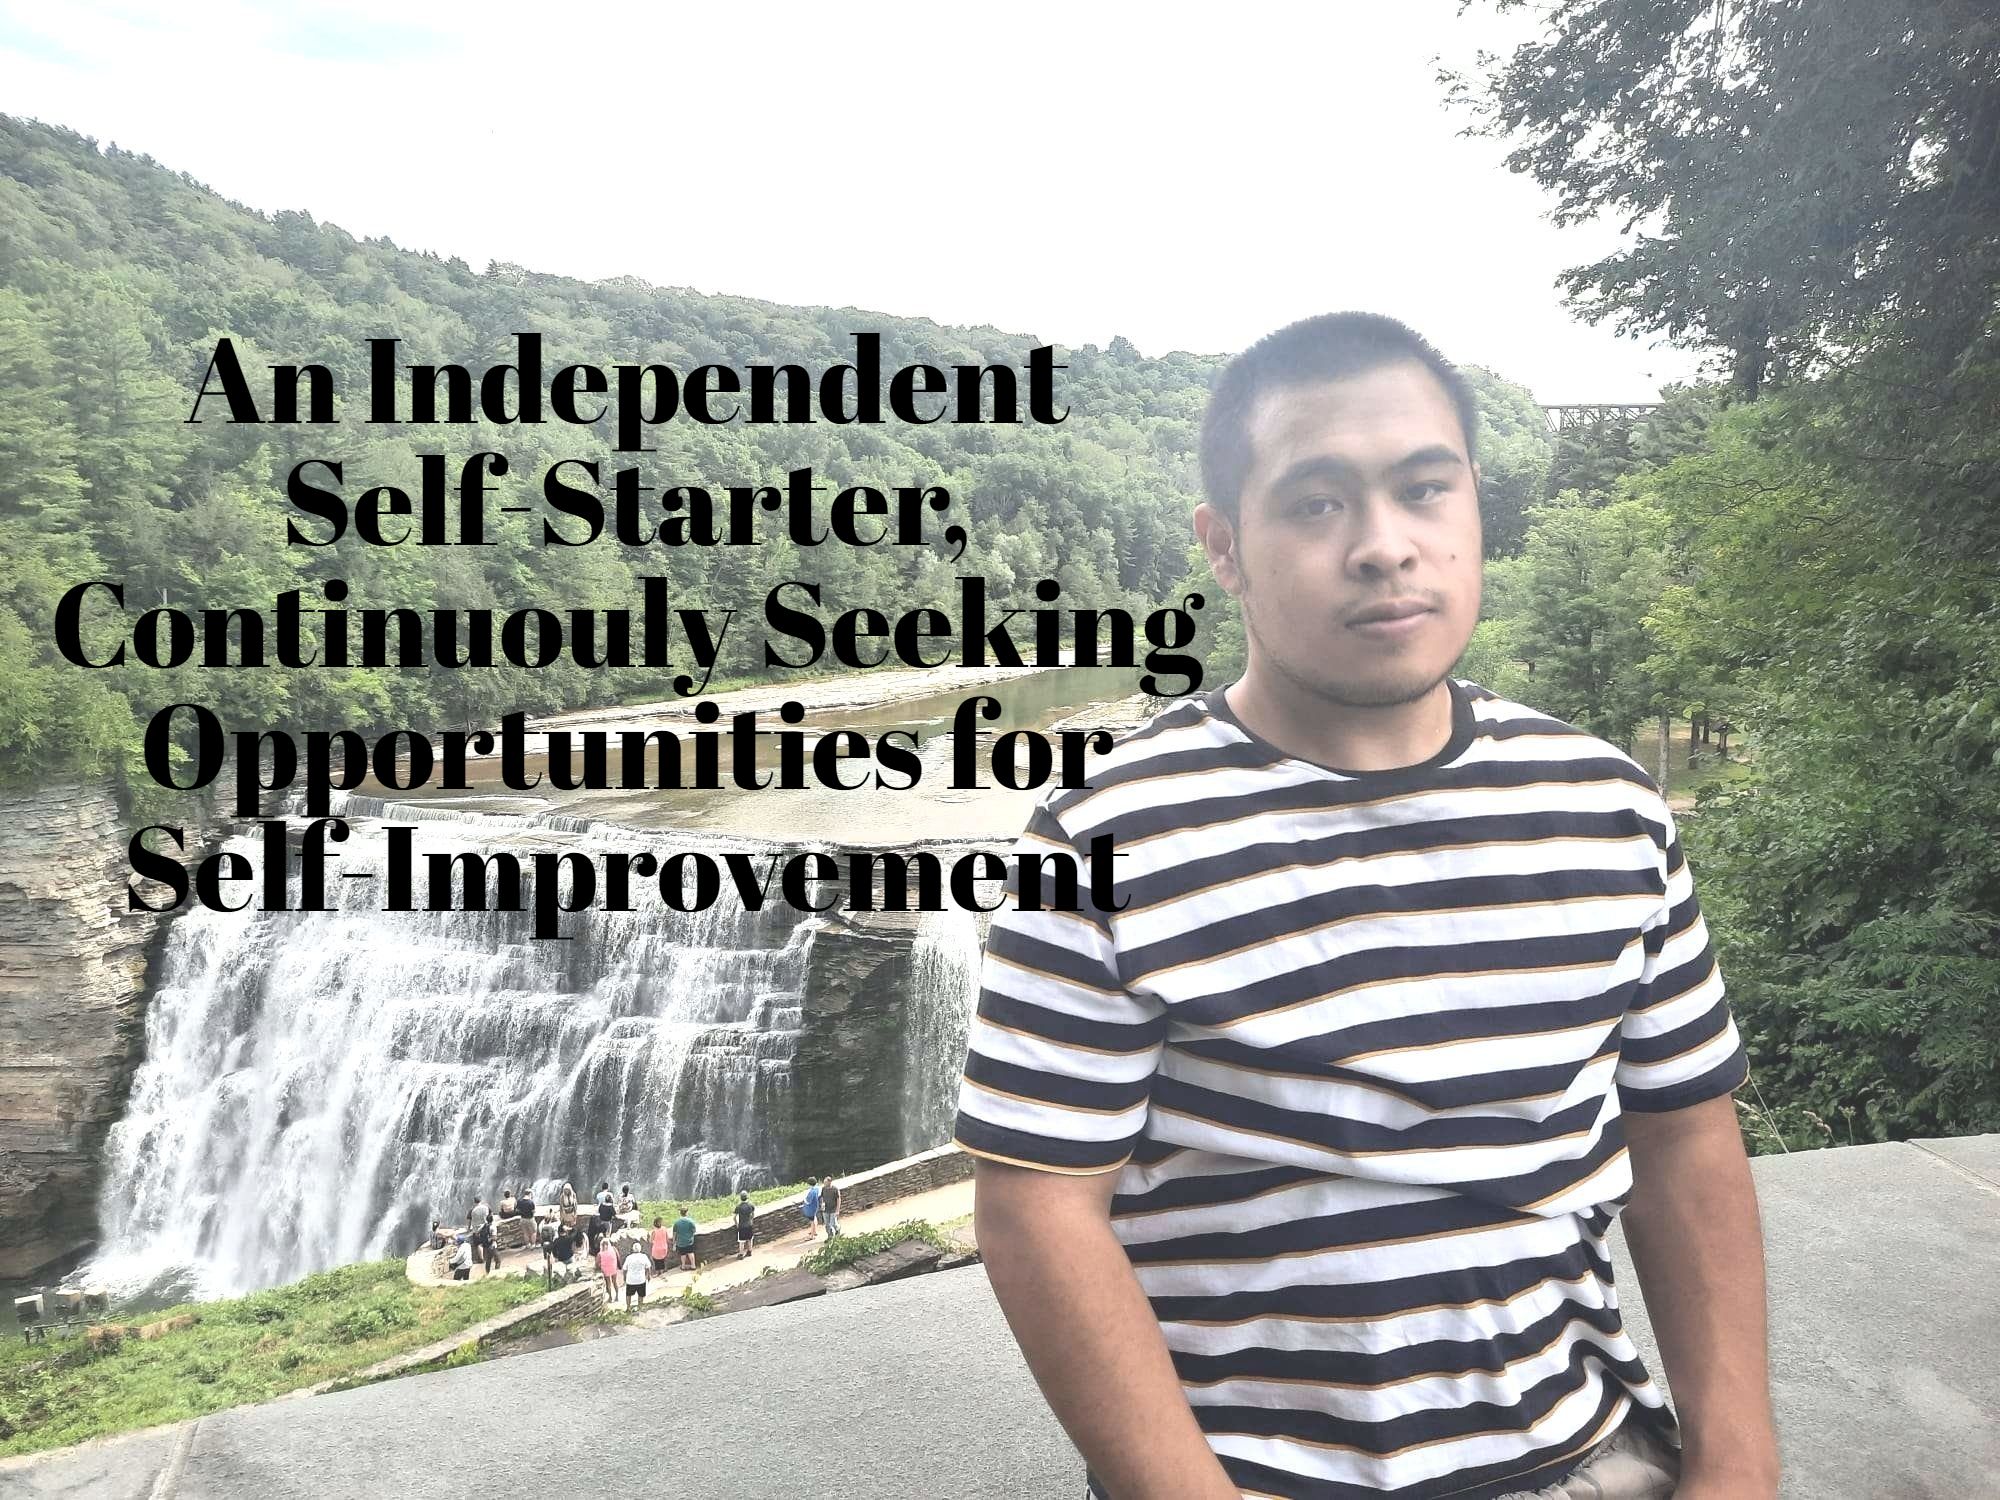 An Independent
Self-Starter,
Continuouly Seeking
Opportunities for
Self-Improvement